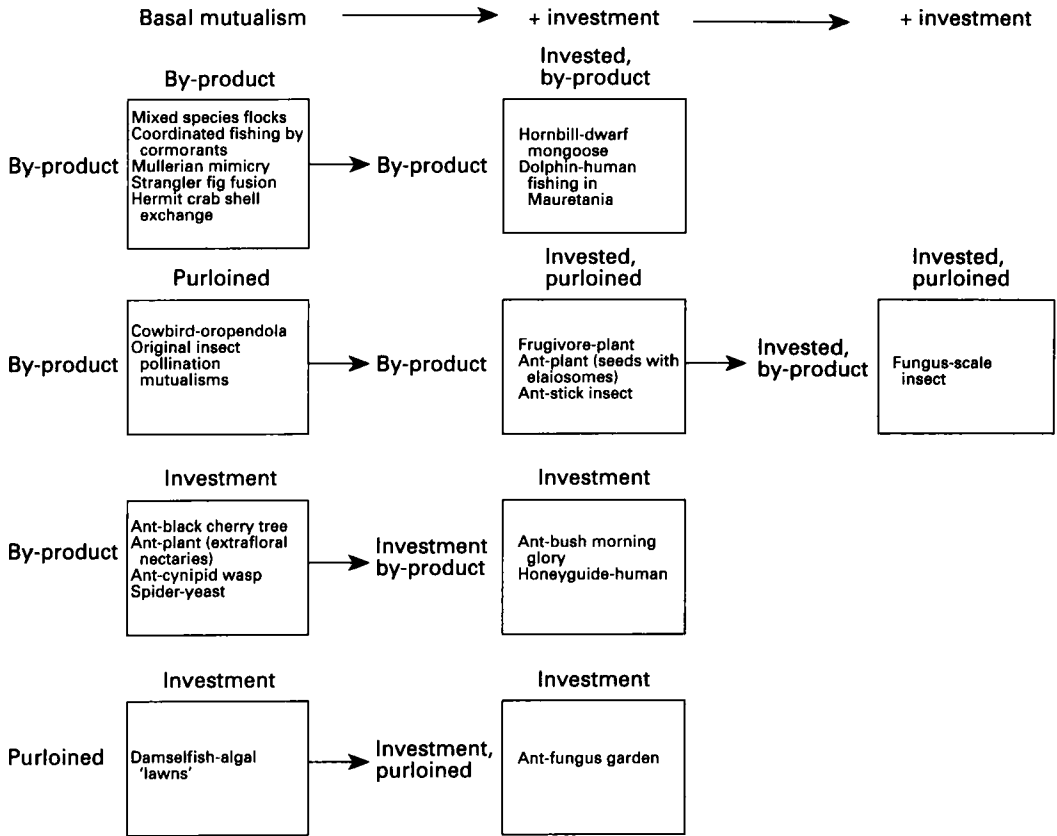 Basal mutualism
+ investment
+ investment
By-product
Invested,
by-product
By-product
Mixed species flocks
Coordinated fishing by
cormorants
Mullerian mimicry
Strangler fig fusion
Hermit crab shell
exchange
By-product
Hornbill-dwarf
mongoose
Dolphin-human
fishing in
Mauretania
Purloined
Invested,
purloined
Invested,
purloined
By-product
Cowbird-oropendola
Original insect
pollination
mutualisms
By-product
Frugivore-plant
Ant-plant (seeds with
elaiosomes)
Ant-stick insect
Invested,
by-product
Fungus-scale
insect
Investment
Investment
By-product
Ant-black cherry tree
Ant-plant (extrafloral
nectaries)
Ant-cynipid wasp
Spider-yeast
Investment
by-product
Ant-bush morning
glory
Honeyguide-human
Investment
Investment
Purloined
Damselfish-algal
'lawns'
Investment,
purloined
Ant-fungus garden